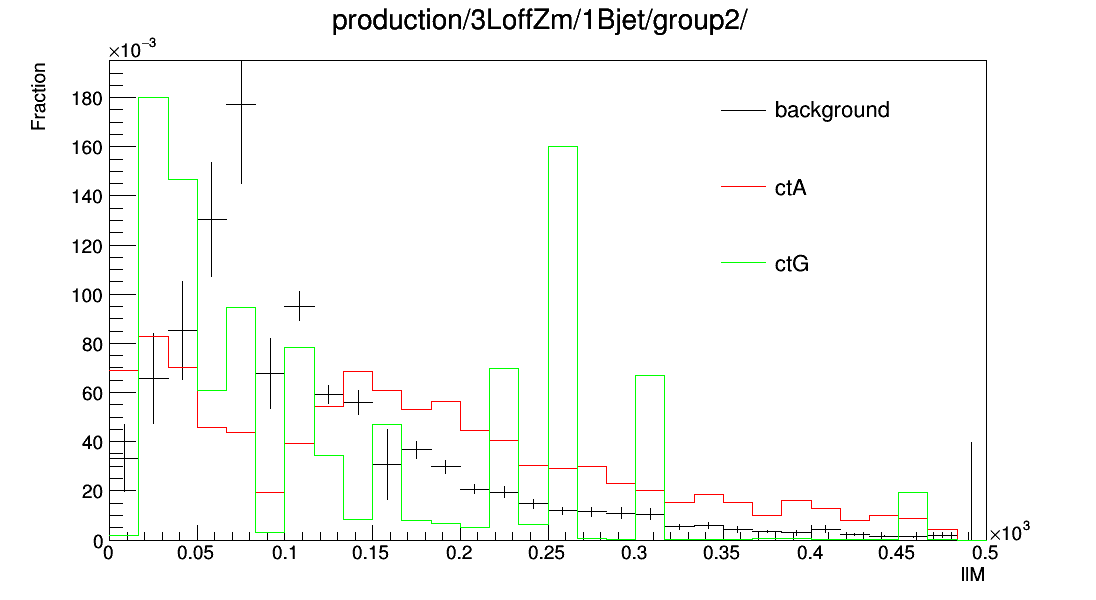 production/3LoffZm/1Bjet/group2/
×10⁻³
Fraction
180
160
140
120
100
80
60
40
20
0
background
ctA
ctG
0 0.05 0.1 0.15 0.2 0.25 0.3 0.35 0.4 0.45 0.5
×10³
llM